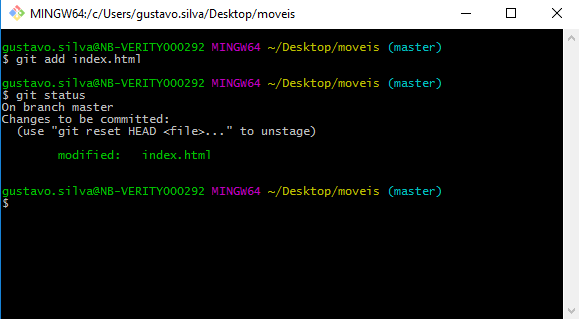 MINGW64:/c/Users/gustavo.silva/Desktop/moveis
gustavo.silva@NB-VERITY000292 MINGW64 ~/Desktop/moveis (master)
$ git add index.html
gustavo.silva@NB-VERITY000292 MINGW64 ~/Desktop/moveis (master)
$ git status
On branch master
Changes to be committed:
  (use "git reset HEAD <file>..." to unstage)
        modified:   index.html
gustavo.silva@NB-VERITY000292 MINGW64 ~/Desktop/moveis (master)
$